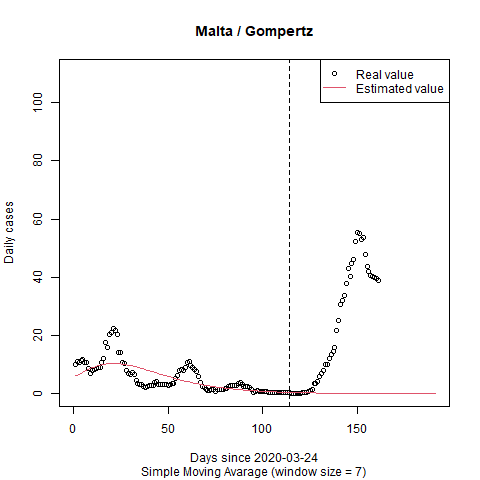 Malta / Gompertz
Real value
Estimated value
Daily cases
0
20
40
60
80
100
0
50
100
150
Days since 2020-03-24
Simple Moving Avarage (window size = 7)